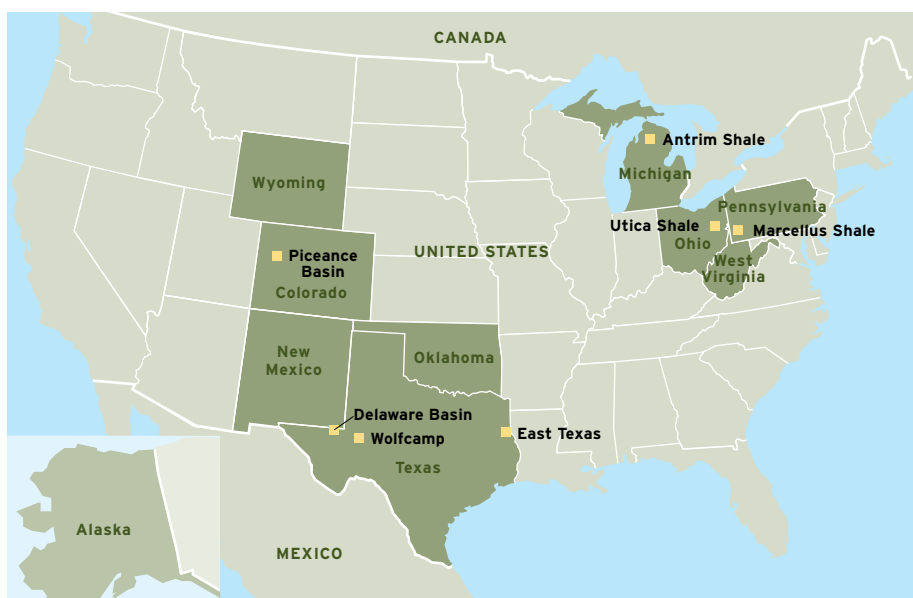 CANADA
Antrim Shale
Michigan
Wyoming
Pennsylvania
Utica Shale
Marcellus Shale
Ohio
UNITED STATES
Piceance
Basin
Colorado
West
Virginia
New
Mexico
Oklahoma
Delaware Basin
Wolfcamp
East Texas
Texas
Alaska
MEXICO